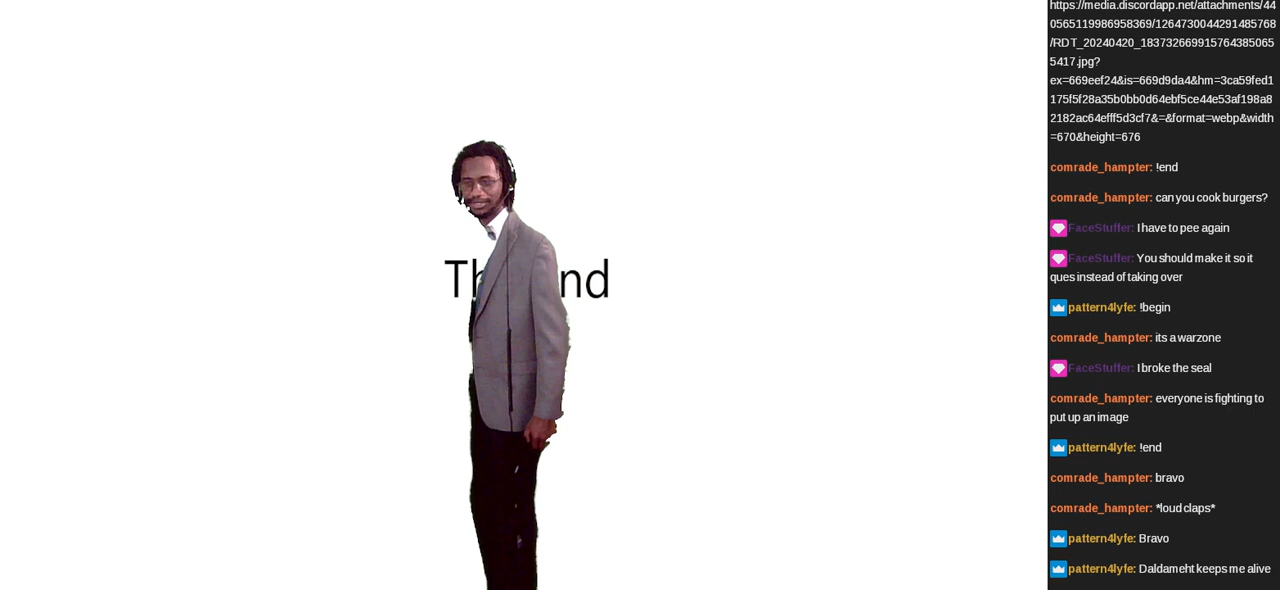 https://media.discordapp.net/attachments/44
0565119986958369/1264730044291485768
/RDT_20240420_183732669915764385065
5417.jpg?
ex=669eef24&is=669d9da4&hm=3ca59fed1
175f5f28a35b0bb0d64ebf5ce44e53af198a8
2182ac64efff5d3cf7&=&format=webp&width
=670&height=676
comrade_hampter: !end
comrade_hampter: can you cook burgers?
FaceStuffer: I have to pee again
FaceStuffer: You should make it so it
ques instead of taking over
pattern4lyfe: !begin
comrade_hampter: its a warzone
FaceStuffer: I broke the seal
comrade_hampter: everyone is fighting to
put up an image
pattern4lyfe: !end
comrade_hampter: bravo
comrade_hampter: *loud claps*
pattern4lyfe: Bravo
pattern4lyfe: Daldameht keeps me alive